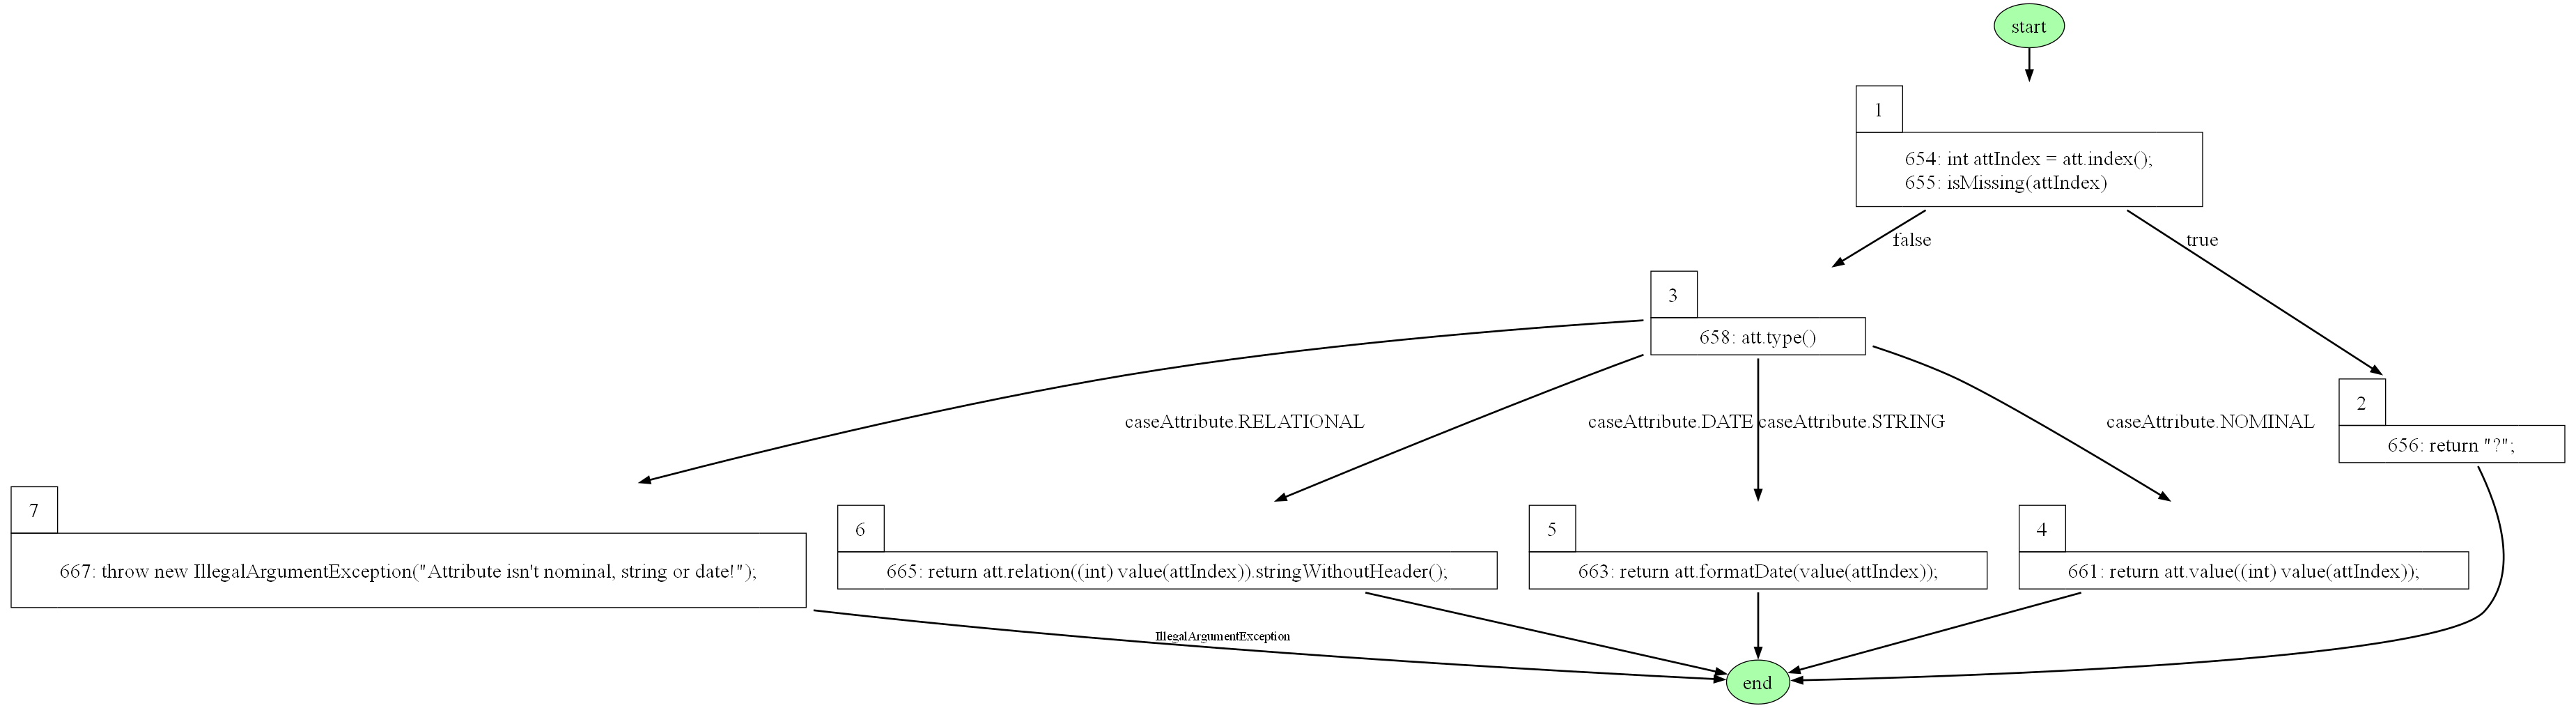 start
1
654: int attIndex = att.index();
655: isMissing(attIndex)
false
true
3
658: att.type()
2
656: return "?";
caseAttribute.RELATIONAL
caseAttribute.DATE
caseAttribute.STRING
caseAttribute.NOMINAL
7
667: throw new IllegalArgumentException("Attribute isn't nominal, string or date!");
6
665: return att.relation((int) value(attIndex)).stringWithoutHeader();
5
663: return att.formatDate(value(attIndex));
4
661: return att.value((int) value(attIndex));
IllegalArgumentException
end